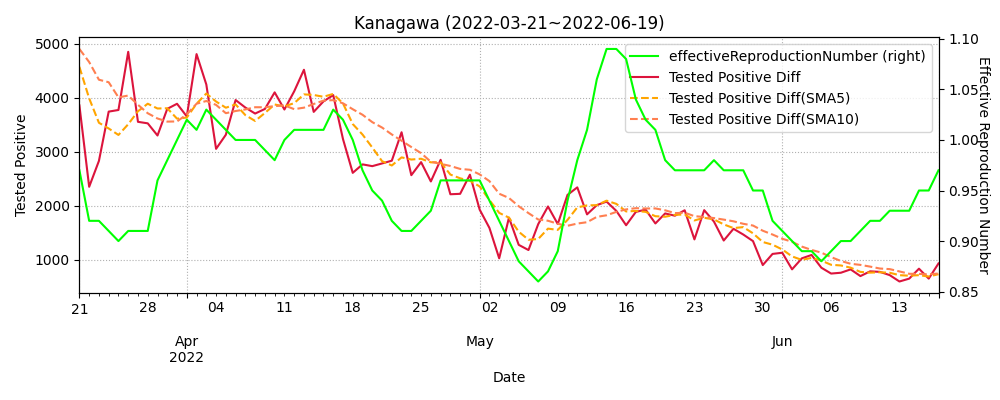 Kanagawa (2022-03-21~2022-06-19)
effectiveReproductionNumber (right)
Tested Positive Diff
Tested Positive Diff(SMA5)
Tested Positive Diff(SMA10)
Tested Positive
5000
4000
3000
2000
1000
Effective Reproduction Number
1.10
1.05
1.00
0.95
0.90
0.85
21 28 04 11 18 25 02 09 16 23 30 06 13
Apr May Jun
2022
Date